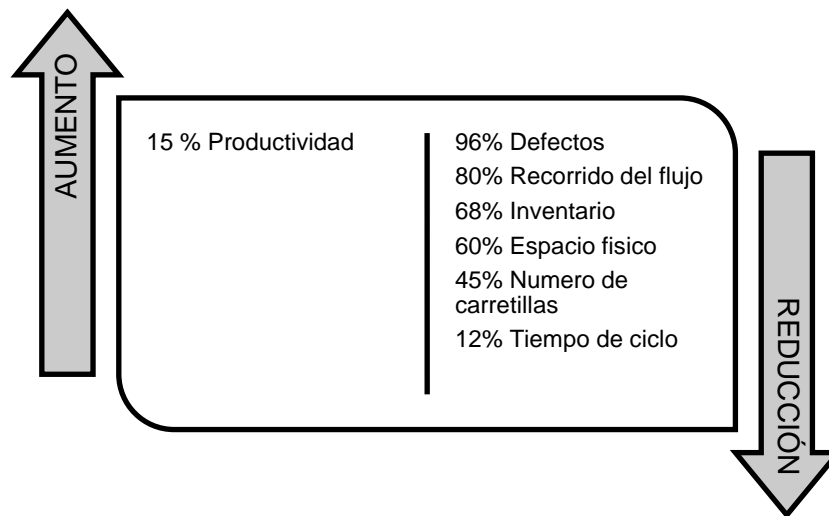 AUMENTO
15 % Productividad
96% Defectos
80% Recorrido del flujo
68% Inventario
60% Espacio fisico
45% Numero de
carretillas
12% Tiempo de ciclo
REDUCCIÓN